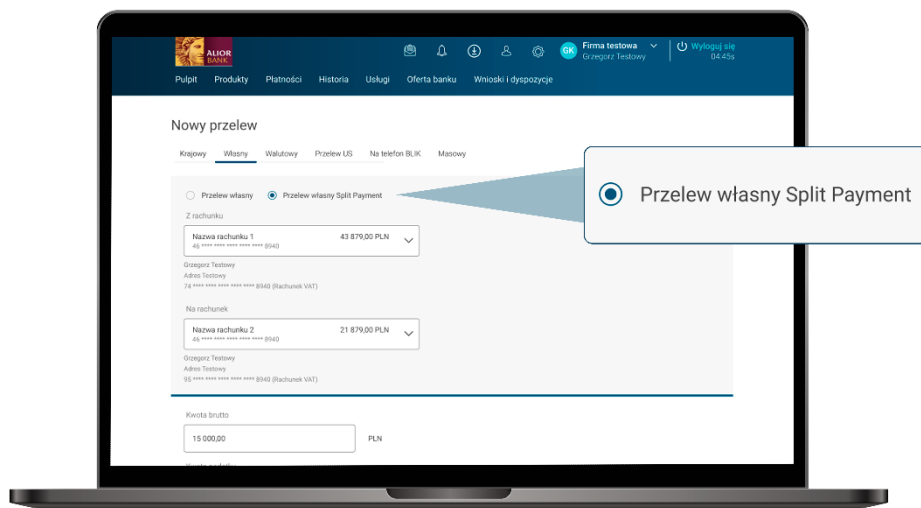 ALIOR
BANK
GK
Firma testowa
Grzegorz Testowy
Wyloguj się
04:45s
Pulpit Produkty Płatności Historia Usługi Oferta banku Wnioski i dyspozycje
Nowy przelew
Krajowy Własny Walutowy Przelew US Na telefon BLIK Masowy
Przelew własny Przelew własny Split Payment
Przelew własny Split Payment
Z rachunku
Nazwa rachunku 1 43 879,00 PLN
46 **** **** **** **** **** 8940
Grzegorz Testowy
Adres Testowy
74 **** **** **** **** **** 8940 (Rachunek VAT)
Na rachunek
Nazwa rachunku 2 21 879,00 PLN
46 **** **** **** **** **** 8940
Grzegorz Testowy
Adres Testowy
95 **** **** **** **** **** 8940 (Rachunek VAT)
Kwota brutto
15 000,00 PLN